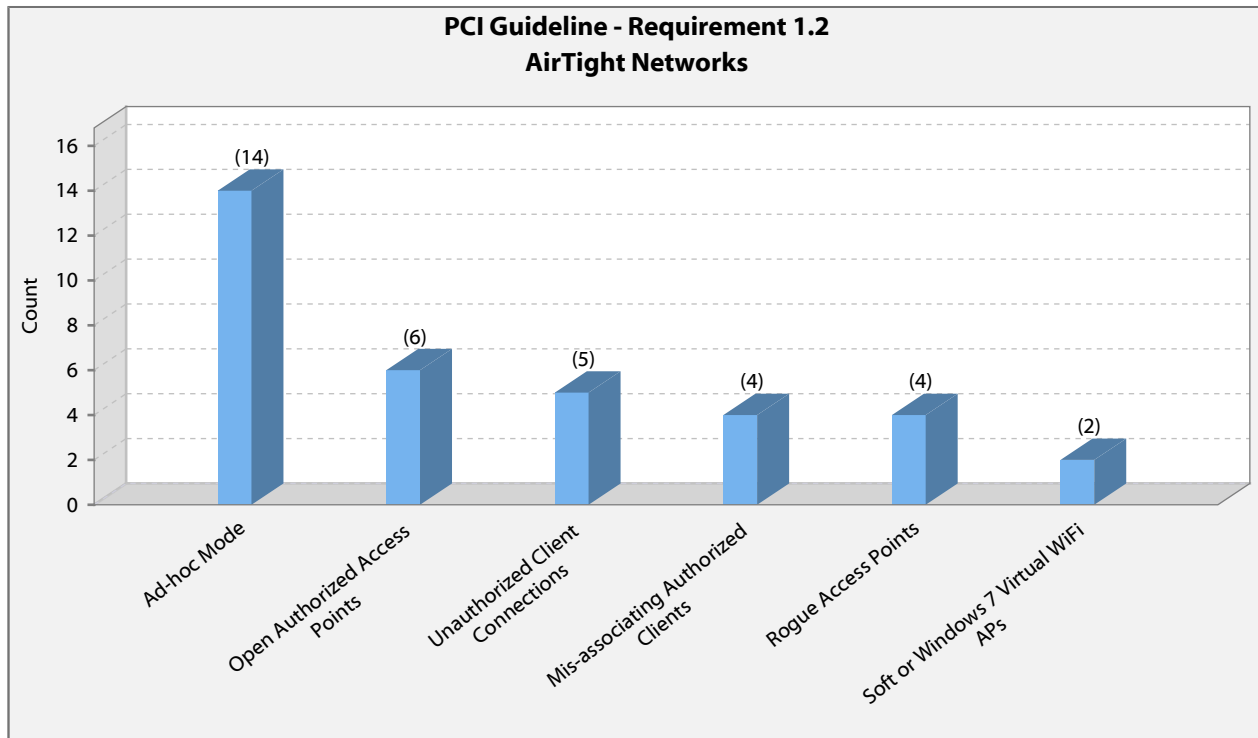 PCI Guideline - Requirement 1.2
AirTight Networks
Count
16
14
12
10
8
6
4
2
0
(14)
(6)
(5)
(4)
(4)
(2)
Ad-hoc Mode
Open Authorized Access
Points
Unauthorized Client
Connections
Mis-associating Authorized
Clients
Rogue Access Points
Soft or Windows 7 Virtual WiFi
APs